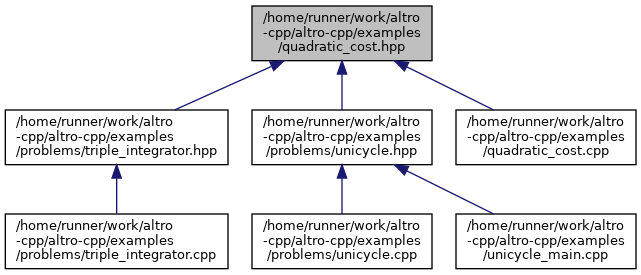 /home/runner/work/altro
-cpp/altro-cpp/examples
/quadratic_cost.hpp
/home/runner/work/altro
-cpp/altro-cpp/examples
/problems/triple_integrator.hpp
/home/runner/work/altro
-cpp/altro-cpp/examples
/problems/unicycle.hpp
/home/runner/work/altro
-cpp/altro-cpp/examples
/quadratic_cost.cpp
/home/runner/work/altro
-cpp/altro-cpp/examples
/problems/triple_integrator.cpp
/home/runner/work/altro
-cpp/altro-cpp/examples
/problems/unicycle.cpp
/home/runner/work/altro
-cpp/altro-cpp/examples
/unicycle_main.cpp